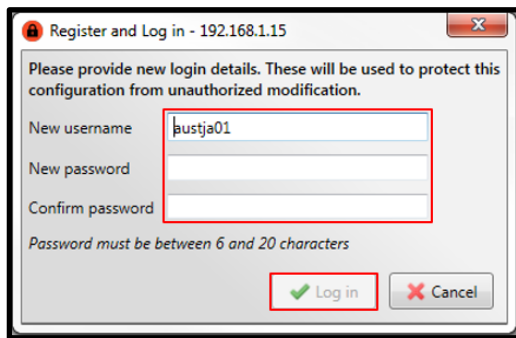 Register and Log in - 192.168.1.15
Please provide new login details. These will be used to protect this
configuration from unauthorized modification.
New username austja01
New password
Confirm password
Password must be between 6 and 20 characters
Log in Cancel